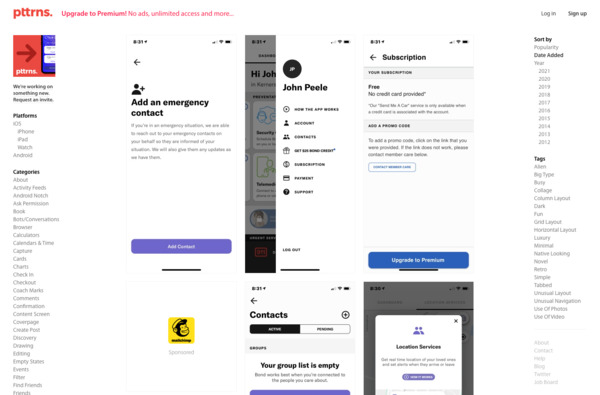 pttrns.
Upgrade to Premium! No ads, unlimited access and more...
Log in
Sign up
pttrns.
We're working on
something new.
Request an invite.
Platforms
iOS
iPhone
iPad
Watch
Android
Categories
About
Activity Feeds
Android Notch
Ask Permission
Book
Bots/Conversations
Browser
Calculators
Calendars & Time
Capture
Cards
Charts
Check In
Checkout
Coach Marks
Comments
Confirmation
Content Screen
Coverpage
Create Post
Discovery
Drawing
Editing
Empty States
Events
Filter
Find Friends
8:31
Add an emergency
contact
If you're in an emergency situation, we are
able to reach out to your emergency contacts on
your behalf as they are informed of your
situation. We will also give them any updates as
we have them.
Add Contact
8:31
DASHBOARD
Hi John
PREVENTIVE
Security
Telemedic
JP
John Peele
HOW THE APP WORKS
ACCOUNT
CONTACTS
GET $25 BOND CREDIT*
SUBSCRIPTION
PAYMENT
SUPPORT
LOG OUT
8:31
Subscription
YOUR SUBSCRIPTION
Free
No credit card provided*
*Our "Send Me A Car" service is only available when
a credit card is associated with the account.
ADD A PROMO CODE
To add a promo code, click on the link that you
were provided. If the link does not work, please
contact member care below.
CONTACT MEMBER CARE
Upgrade to Premium
mailchimp
Sponsored
8:31
Contacts
ACTIVE
PENDING
GROUPS
Your group list is empty
Bond works best when you're connected to
the people you care about.
8:30
Location Services
Get real time location of your loved ones
and set alerts when they arrive or leave.
HOW IT WORKS
Sort by
Popularity
Date Added
Year
2021
2020
2019
2018
2017
2016
2015
2014
2013
2012
Tags
Alien
Big Type
Busy
Collage
Column Layout
Dark
Fun
Grid Layout
Horizontal Layout
Luxury
Minimal
Native Looking
Novel
Retro
Simple
Tabbed
Unusual Layout
Unusual Navigation
Use Of Photos
Use Of Video
About
Contact
Help
Blog
Twitter
Job Board